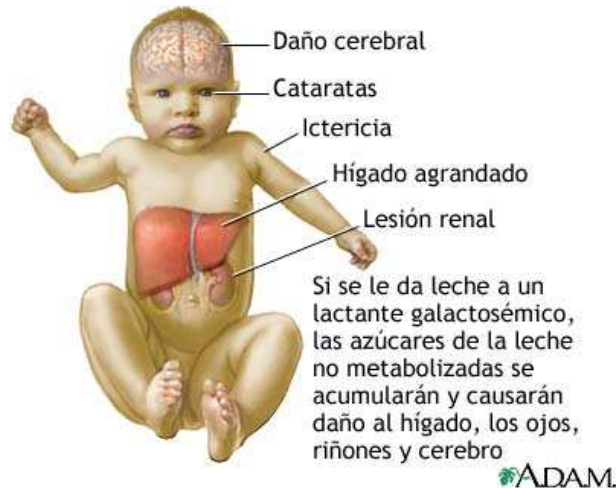 Daño cerebral
Cataratas
Ictericia
Hígado agrandado
Lesión renal
Si se le da leche a un
lactante galactosémico,
las azúcares de la leche
no metabolizadas se
acumularán y causarán
daño al hígado, los ojos,
riñones y cerebro
A.D.A.M.